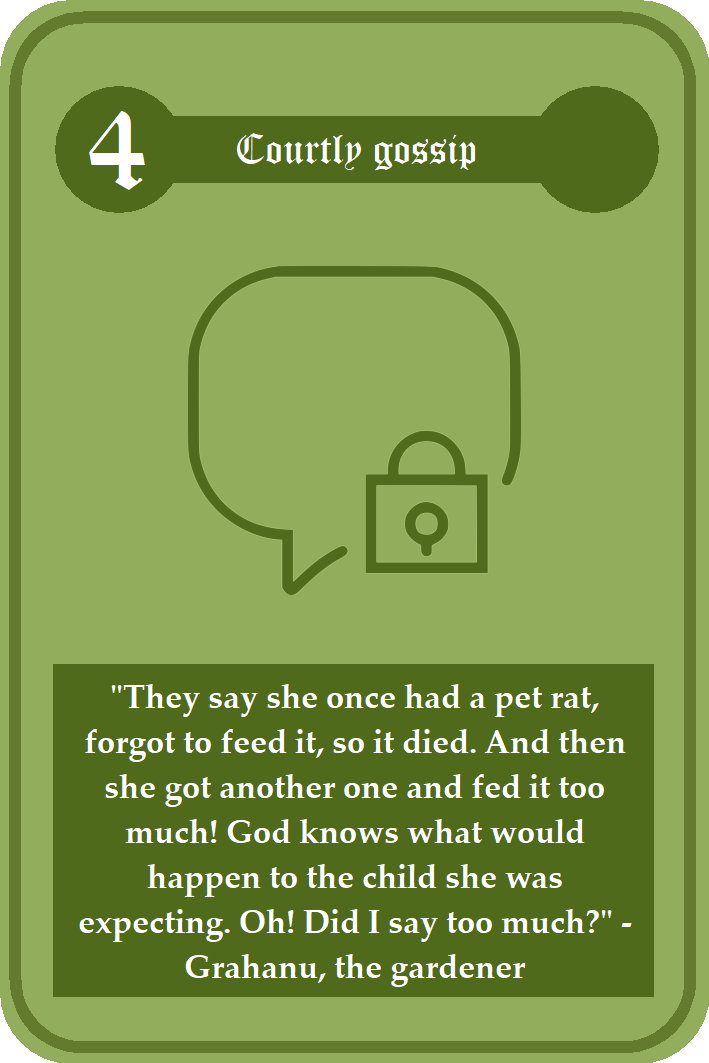 4
Courtly gossip
"They say she once had a pet rat,
forgot to feed it, so it died. And then
she got another one and fed it too
much! God knows what would
happen to the child she was
expecting. Oh! Did I say too much?" -
Grahanu, the gardener